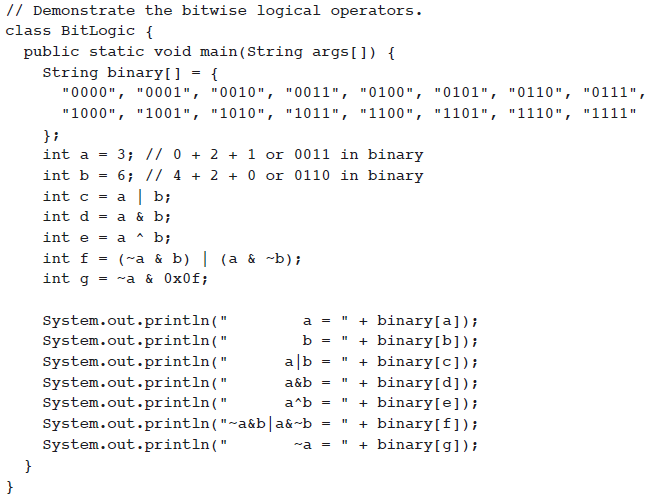 // Demonstrate the bitwise logical operators.
class BitLogic {
  public static void main(String args[]) {
    String binary[] = {
      "0000", "0001", "0010", "0011", "0100", "0101", "0110", "0111",
      "1000", "1001", "1010", "1011", "1100", "1101", "1110", "1111"
    };
    int a = 3; // 0 + 2 + 1 or 0011 in binary
    int b = 6; // 4 + 2 + 0 or 0110 in binary
    int c = a | b;
    int d = a & b;
    int e = a ^ b;
    int f = (~a & b) | (a & ~b);
    int g = ~a & 0x0f;

    System.out.println("        a = " + binary[a]);
    System.out.println("        b = " + binary[b]);
    System.out.println("      a|b = " + binary[c]);
    System.out.println("      a&b = " + binary[d]);
    System.out.println("      a^b = " + binary[e]);
    System.out.println("~a&b|a&~b = " + binary[f]);
    System.out.println("       ~a = " + binary[g]);
  }
}